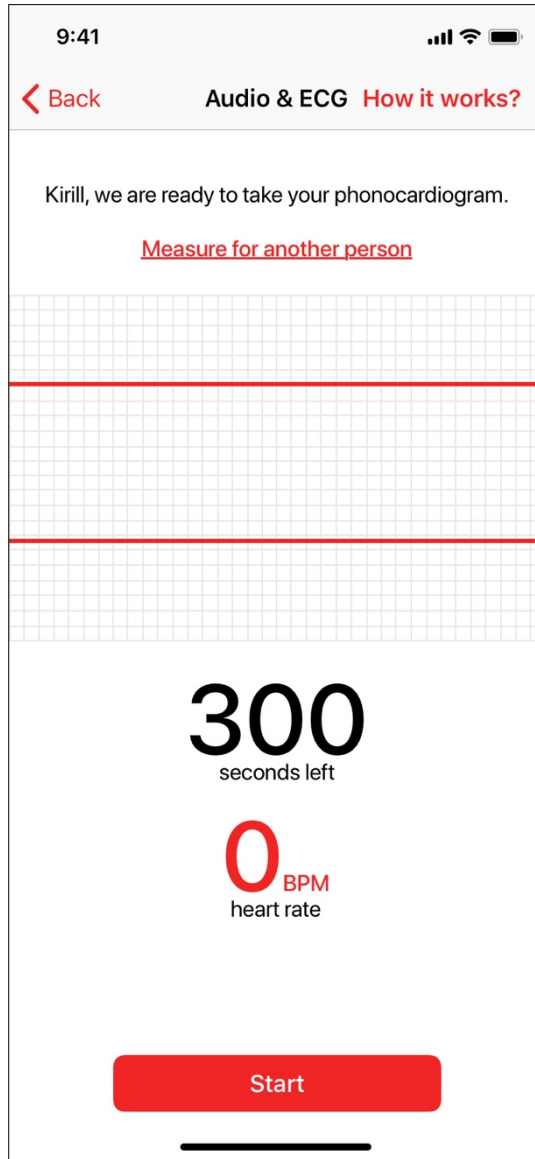 9:41
Back Audio & ECG How it works?
Kirill, we are ready to take your phonocardiogram.
Measure for another person
300
seconds left
0 BPM
heart rate
Start